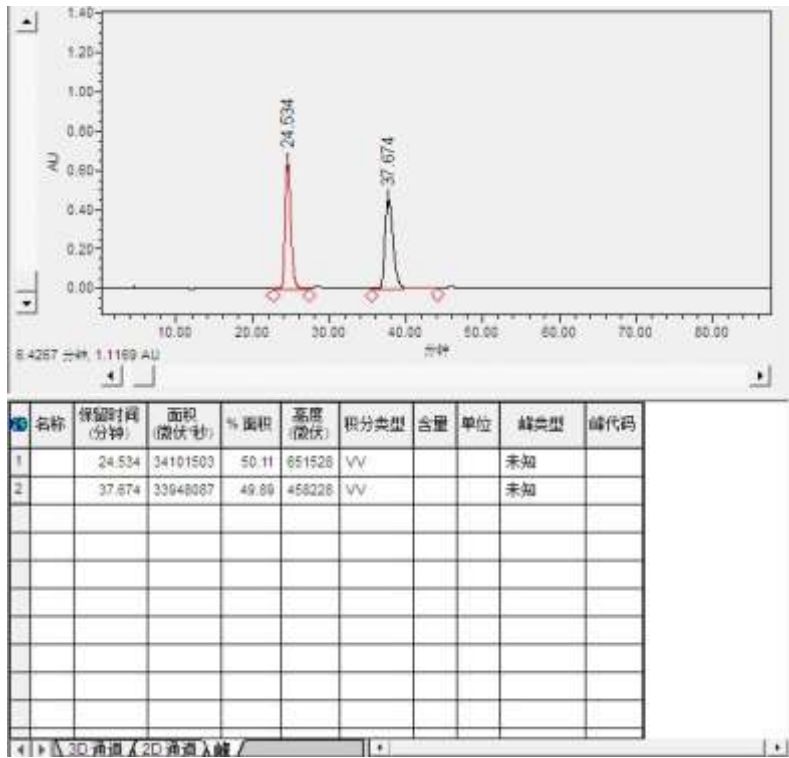 1.40
1.20
1.00
0.80
0.60
0.40
0.20
0.00
AU
24.534
37.674
10.00 20.00 30.00 40.00 50.00 60.00 70.00 80.00
分钟
6.4267 分钟, 1.1169 AU
名称 保留时间 (分钟) 面积 (微伏*秒) % 面积 高度 (微伏) 积分类型 含量 单位 峰类型 峰代码
1 24.534 34101503 50.11 651528 VV 未知
2 37.674 33948087 49.89 458228 VV 未知
3D 通道 2D 通道 峰